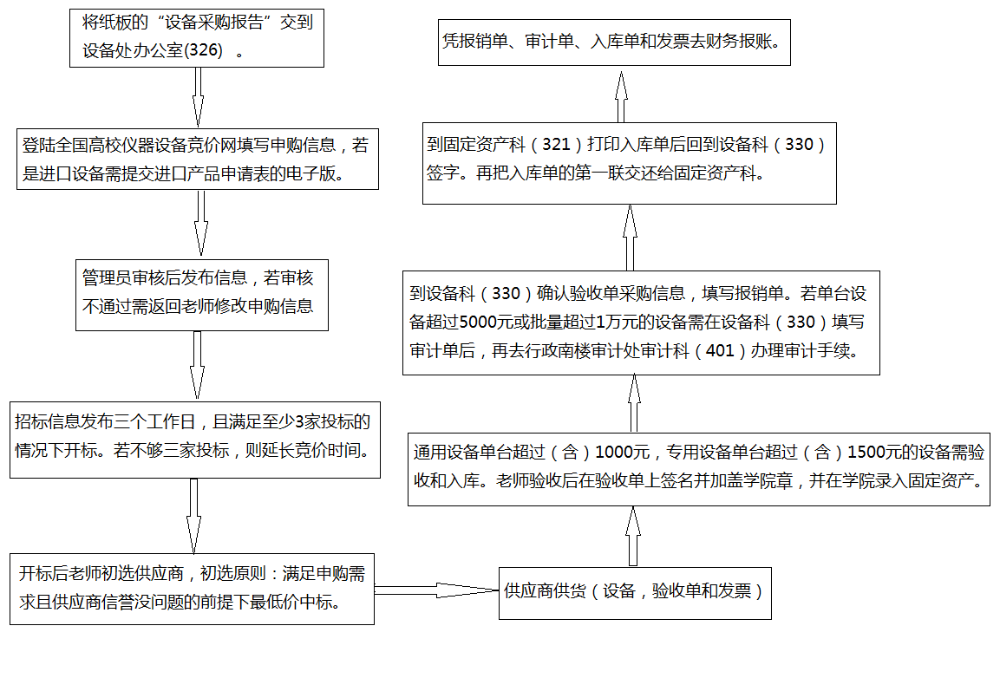 将纸板的“设备采购报告”交到
设备处办公室(326) 。
登陆全国高校仪器设备竞价网填写申购信息，若
是进口设备需提交进口产品申请表的电子版。
管理员审核后发布信息，若审核
不通过需返回老师修改申购信息
招标信息发布三个工作日，且满足至少3家投标的
情况下开标。若不够三家投标，则延长竞价时间。
开标后老师初选供应商，初选原则：满足申购需
求且供应商信誉没问题的前提下最低价中标。
供应商供货（设备，验收单和发票）
通用设备单台超过（含）1000元，专用设备单台超过（含）1500元的设备需验
收和入库。老师验收后在验收单上签名并加盖学院章，并在学院录入固定资产。
到设备科（330）确认验收单采购信息，填写报销单。若单台设
备超过5000元或批量超过1万元的设备需在设备科（330）填写
审计单后，再去行政南楼审计处审计科（401）办理审计手续。
到固定资产科（321）打印入库单后回到设备科（330）
签字。再把入库单的第一联交还给固定资产科。
凭报销单、审计单、入库单和发票去财务报账。